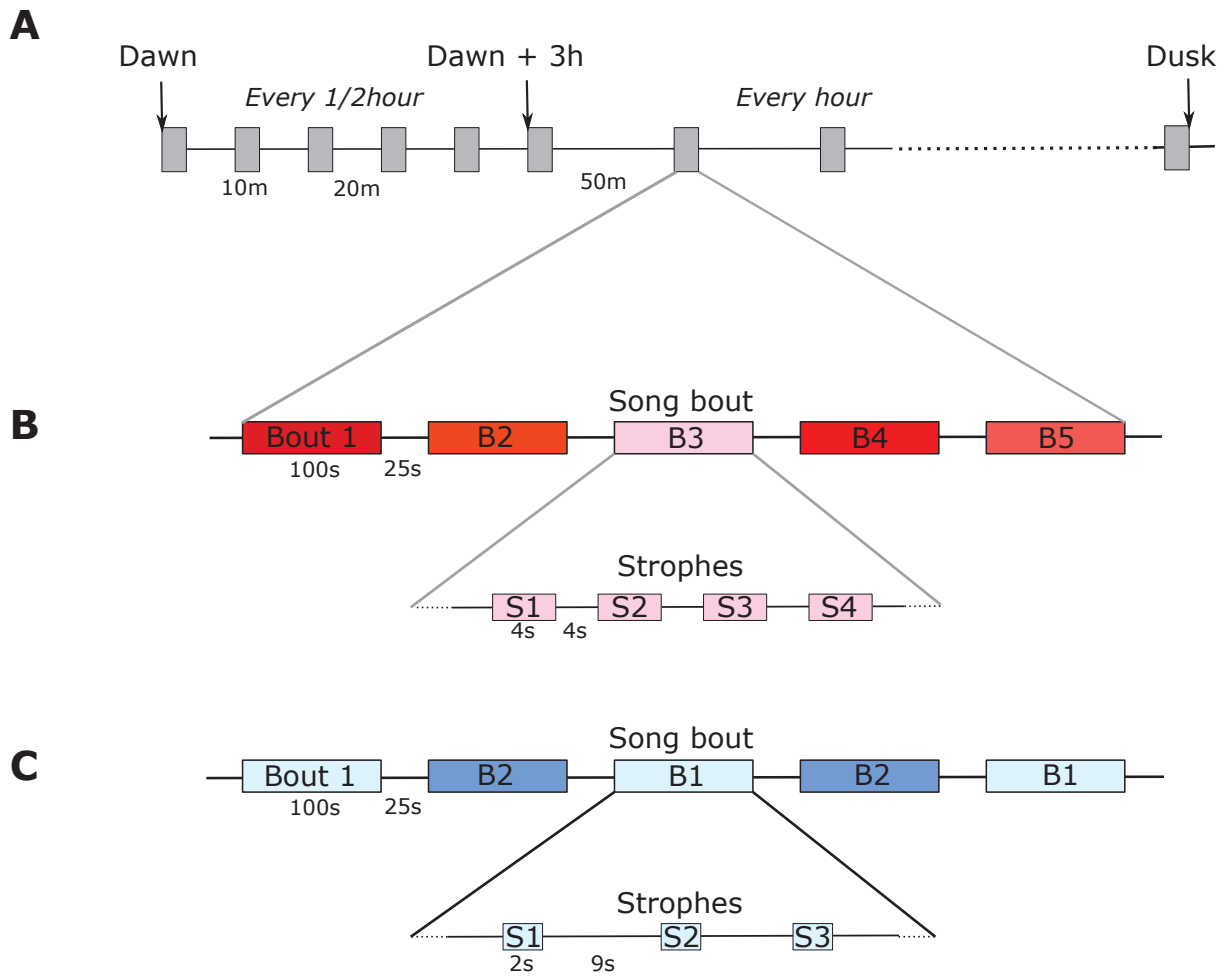 A
Dawn
Dawn + 3h
Dusk
Every 1/2hour
Every hour
10m
20m
50m
Song bout
B
Bout 1
B2
B3
B4
B5
100s
25s
Strophes
S1
S2
S3
S4
4s
4s
Song bout
C
Bout 1
B2
B1
B2
B1
100s
25s
Strophes
S1
S2
S3
2s
9s